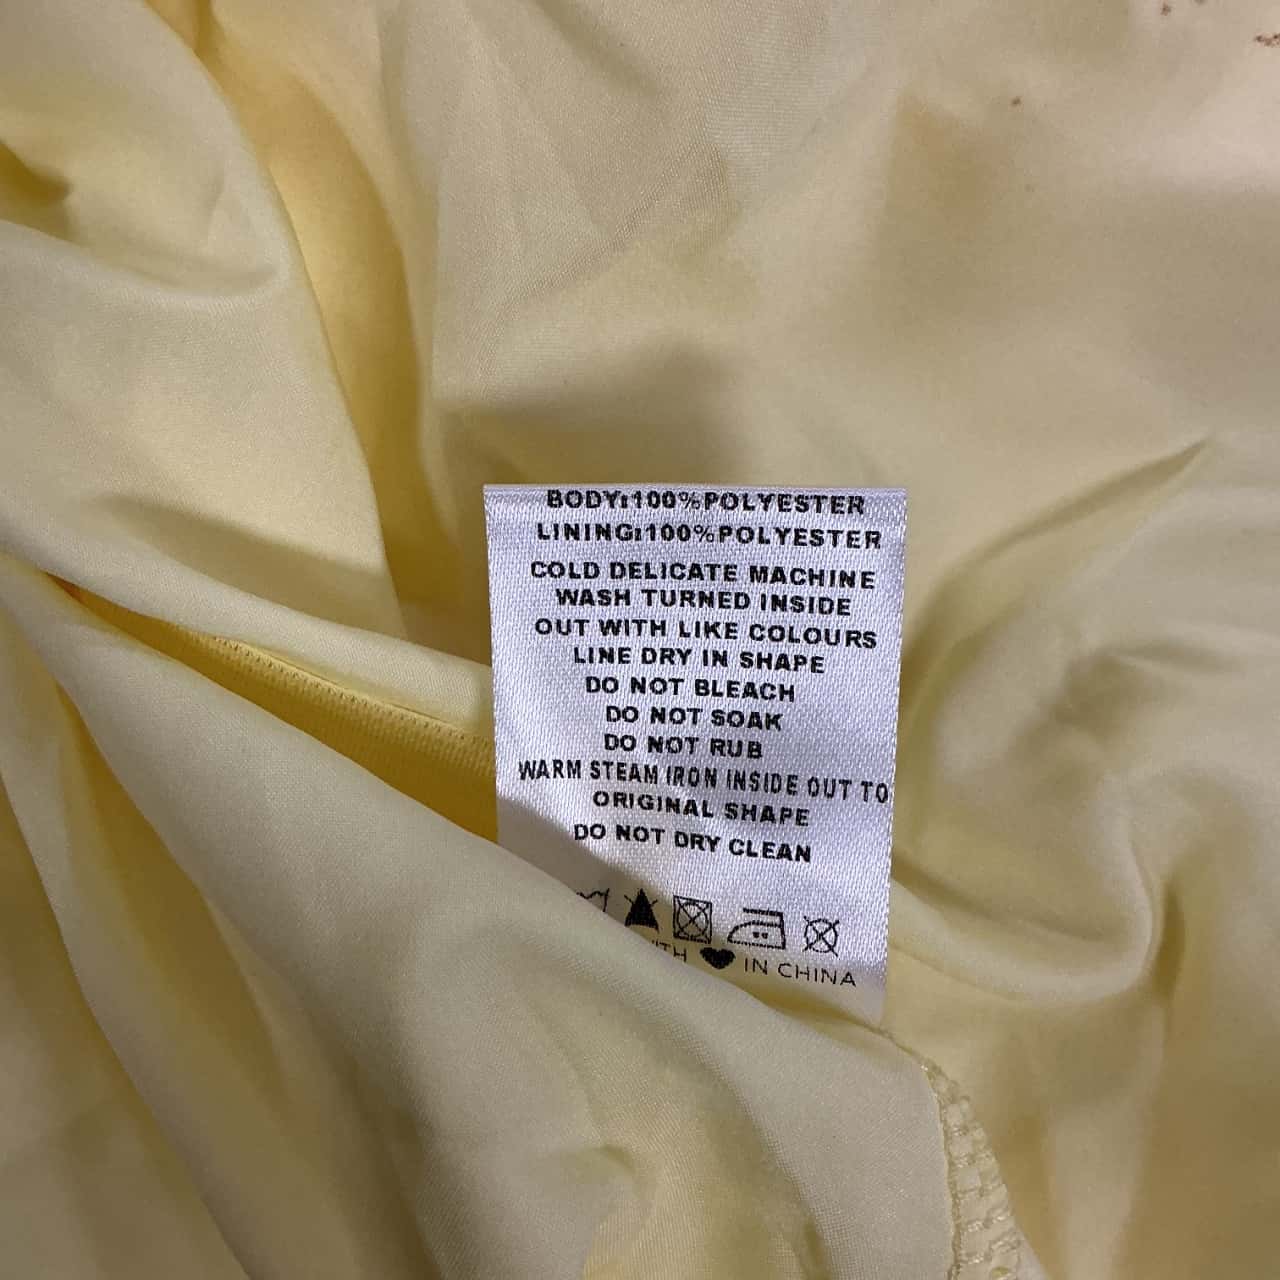 BODY:100%POLYESTER
LINING:100%POLYESTER
COLD DELICATE MACHINE
WASH TURNED INSIDE
OUT WITH LIKE COLOURS
LINE DRY IN SHAPE
DO NOT BLEACH
DO NOT SOAK
DO NOT RUB
WARM STEAM IRON INSIDE OUT TO
ORIGINAL SHAPE
DO NOT DRY CLEAN
IN CHINA